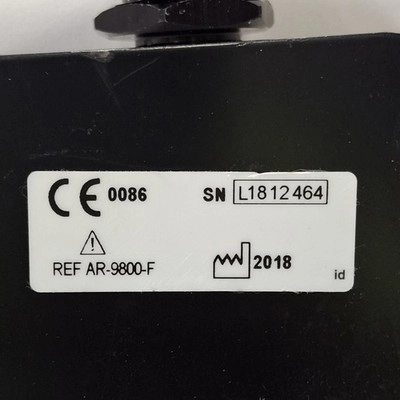 CE 0086 SN L1812464
REF AR-9800-F 2018
id